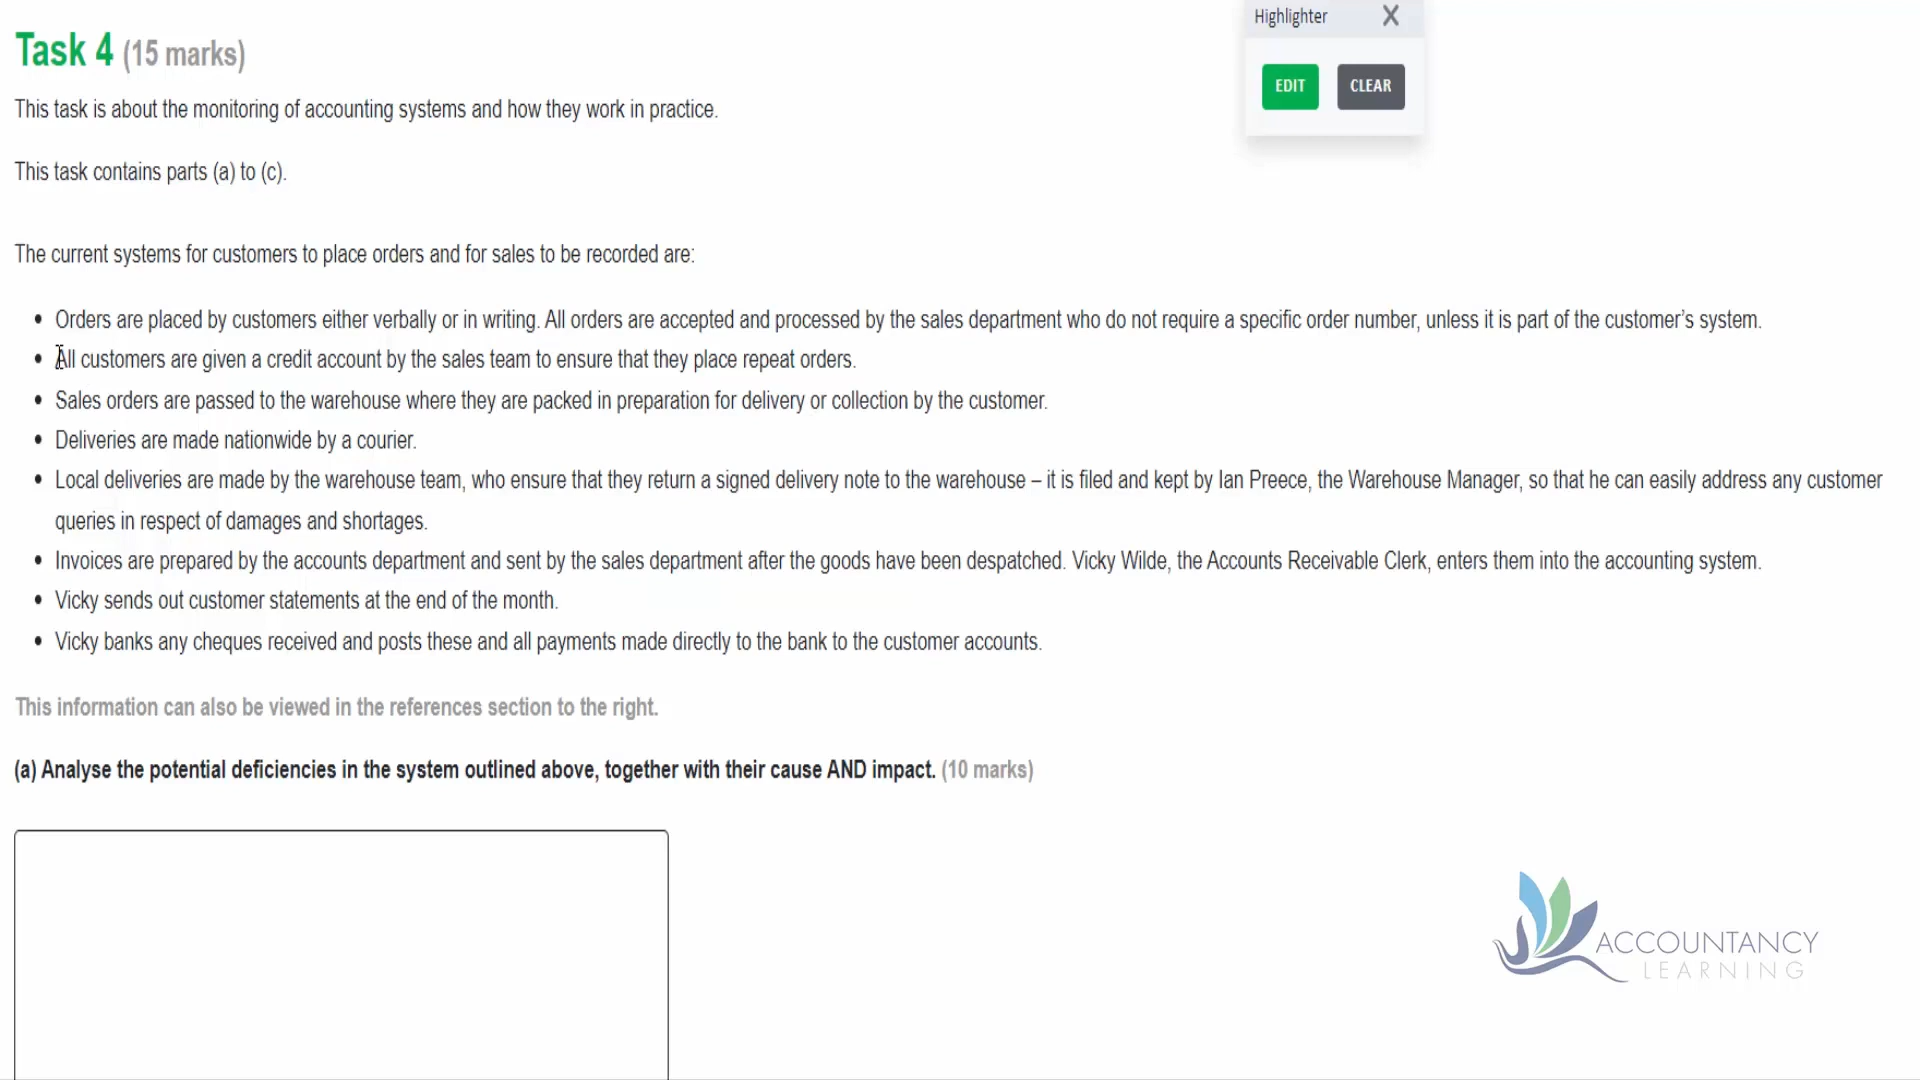 Highlighter X
Task 4 (15 marks)
EDIT CLEAR
This task is about the monitoring of accounting systems and how they work in practice.
This task contains parts (a) to (c).
The current systems for customers to place orders and for sales to be recorded are:
• Orders are placed by customers either verbally or in writing. All orders are accepted and processed by the sales department who do not require a specific order number, unless it is part of the customer's system.
• All customers are given a credit account by the sales team to ensure that they place repeat orders.
• Sales orders are passed to the warehouse where they are packed in preparation for delivery or collection by the customer.
• Deliveries are made nationwide by a courier.
• Local deliveries are made by the warehouse team, who ensure that they return a signed delivery note to the warehouse – it is filed and kept by Ian Preece, the Warehouse Manager, so that he can easily address any customer
queries in respect of damages and shortages.
• Invoices are prepared by the accounts department and sent by the sales department after the goods have been despatched. Vicky Wilde, the Accounts Receivable Clerk, enters them into the accounting system.
• Vicky sends out customer statements at the end of the month.
• Vicky banks any cheques received and posts these and all payments made directly to the bank to the customer accounts.
This information can also be viewed in the references section to the right.
(a) Analyse the potential deficiencies in the system outlined above, together with their cause AND impact. (10 marks)
ACCOUNTANCY
LEARNING